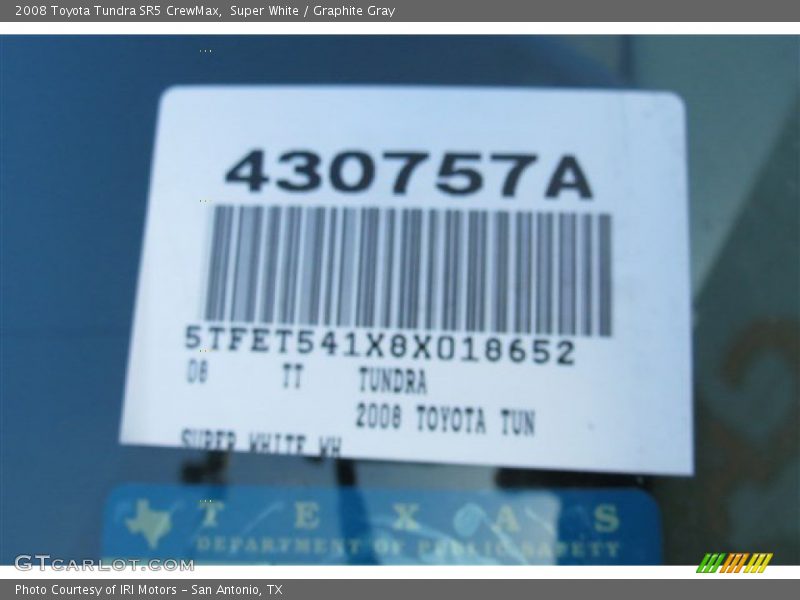 2008 Toyota Tundra SR5 CrewMax, Super White / Graphite Gray
430757A
5TFET541X8X018652
08 TT TUNDRA
2008 TOYOTA TUN
SUPER WHITE WH
TEXAS
DEPARTMENT OF PUBLIC SAFETY
GTCARLOT.COM
Photo Courtesy of IRI Motors - San Antonio, TX